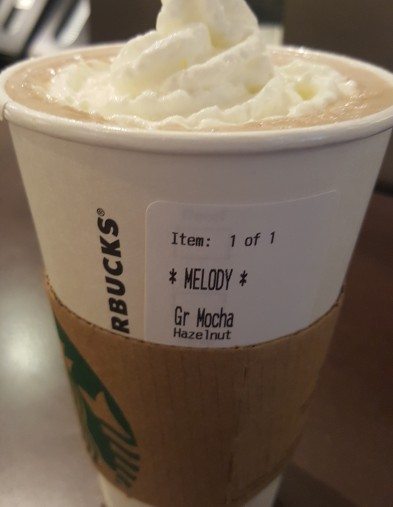 RBUCKS®
Item: 1 of 1
* MELODY *
Gr Mocha
Hazelnut